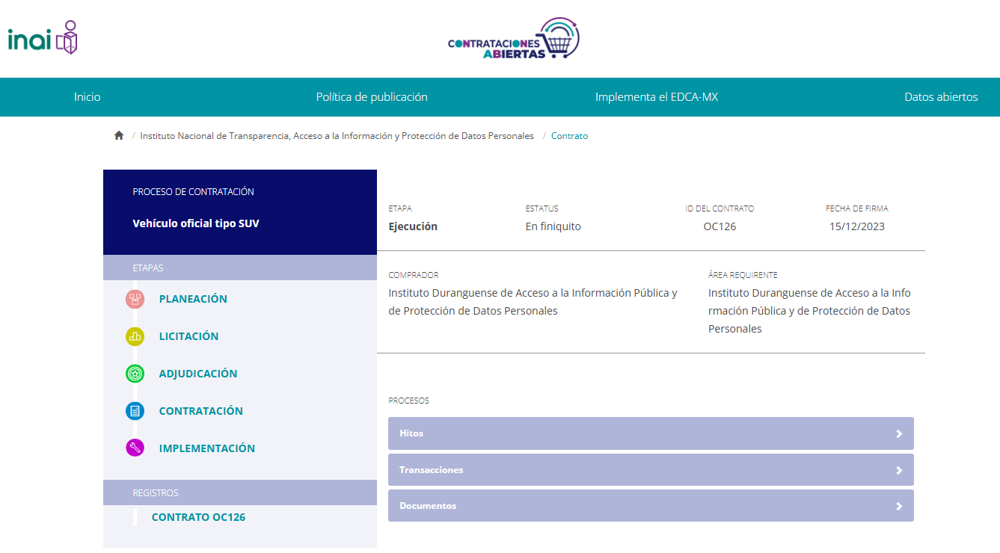 inai
CONTRATACIONES
ABIERTAS
Inicio
Política de publicación
Implementa el EDCA-MX
Datos abiertos
/ Instituto Nacional de Transparencia, Acceso a la Información y Protección de Datos Personales / Contrato
PROCESO DE CONTRATACIÓN
Vehículo oficial tipo SUV
ETAPAS
PLANEACIÓN
LICITACIÓN
ADJUDICACIÓN
CONTRATACIÓN
IMPLEMENTACIÓN
REGISTROS
CONTRATO OC126
ETAPA
Ejecución
ESTATUS
En finiquito
ID DEL CONTRATO
OC126
FECHA DE FIRMA
15/12/2023
COMPRADOR
Instituto Duranguense de Acceso a la Información Pública y
de Protección de Datos Personales
ÁREA REQUIRENTE
Instituto Duranguense de Acceso a la Info
rmación Pública y de Protección de Datos
Personales
PROCESOS
Hitos
Transacciones
Documentos